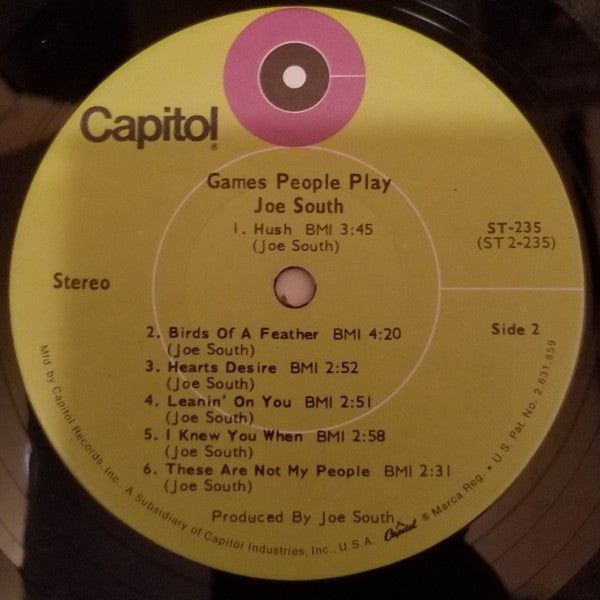 Capitol®
Games People Play
Joe South
1. Hush BMI 3:45
(Joe South)
ST-235
(ST2-235)
Stereo
Side 2
2. Birds Of A Feather BMI 4:20
(Joe South)
3. Hearts Desire BMI 2:52
(Joe South)
4. Leanin' On You BMI 2:51
(Joe South)
5. I Knew You When BMI 2:58
(Joe South)
6. These Are Not My People BMI 2:31
(Joe South)
Produced By Joe South
Mfd by Capitol Records, Inc., A Subsidiary of Capitol Industries, Inc., U.S.A. Capitol ® Marca Reg. • U.S. Pat. No. 2,631,859